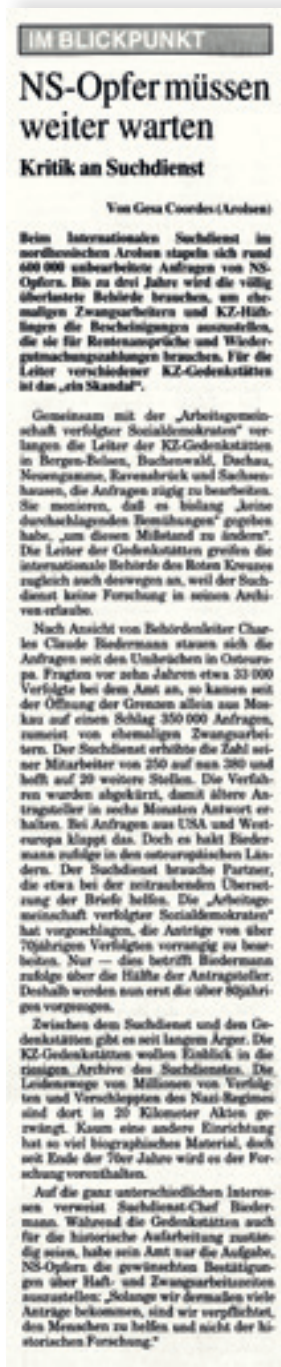 IM BLICKPUNKT
NS-Opfer müssen
weiter warten
Kritik an Suchdienst
Von Gesa Coordes (Arolsen)
Beim Internationalen Suchdienst im
nordhessischen Arolsen stapeln sich rund
600 000 unbearbeitete Anfragen von NS-
Opfern. Bis zu drei Jahre wird die völlig
überlastete Behörde brauchen, um ehe-
maligen Zwangsarbeitern und KZ-Häft-
lingen die Bescheinigungen auszustellen,
die sie für Rentenansprüche und Wieder-
gutmachungszahlungen brauchen. Für die
Leiter verschiedener KZ-Gedenkstätten
ist das „ein Skandal“.
Gemeinsam mit der „Arbeitsgemein-
schaft verfolgter Sozialdemokraten“ ver-
langen die Leiter der KZ-Gedenkstätten
in Bergen-Belsen, Buchenwald, Dachau,
Neuengamme, Ravensbrück und Sachsen-
hausen, die Anfragen zügig zu bearbeiten.
Sie monieren, daß es bislang „keine
durchschlagenden Bemühungen“ gegeben
habe, „um diesen Mißstand zu ändern“.
Die Leiter der Gedenkstätten greifen die
internationale Behörde des Roten Kreuzes
zugleich auch deswegen an, weil der Such-
dienst keine Forschung in seinen Archi-
ven erlaube.
Nach Ansicht von Behördenleiter Char-
les Claude Biedermann stauen sich die
Anfragen seit den Umbrüchen in Osteuro-
pa. Fragten vor zehn Jahren etwa 33 000
Verfolgte bei dem Amt an, so kamen seit
der Öffnung der Grenzen allein aus Mos-
kau auf einen Schlag 350 000 Anfragen,
zumeist von ehemaligen Zwangsarbei-
tern. Der Suchdienst erhöhte die Zahl sei-
ner Mitarbeiter von 250 auf nun 380 und
hofft auf 20 weitere Stellen. Die Verfah-
ren wurden abgekürzt, damit ältere An-
tragsteller in sechs Monaten Antwort er-
halten. Bei Anfragen aus USA und West-
europa klappt das. Doch es hakt Bieder-
mann zufolge in den osteuropäischen Län-
dern. Der Suchdienst brauche Partner,
die etwa bei der zeitraubenden Überset-
zung der Briefe helfen. Die „Arbeitsge-
meinschaft verfolgter Sozialdemokraten“
hat vorgeschlagen, die Anträge von über
70jährigen Verfolgten vorrangig zu bear-
beiten. Nur — dies betrifft Biedermann
zufolge über die Hälfte der Antragsteller.
Deshalb werden nun erst die über 80jähri-
gen vorgezogen.
Zwischen dem Suchdienst und den Ge-
denkstätten gibt es seit langem Ärger. Die
KZ-Gedenkstätten wollen Einblick in die
riesigen Archive des Suchdienstes. Die
Leidenswege von Millionen von Verfolg-
ten und Verschleppten des Nazi-Regimes
sind dort in 20 Kilometer Akten ge-
zwängt. Kaum eine andere Einrichtung
hat so viel biographisches Material, doch
seit Ende der 70er Jahre wird es der For-
schung vorenthalten.
Auf die ganz unterschiedlichen Interes-
sen verweist Suchdienst-Chef Bieder-
mann. Während die Gedenkstätten auch
für die historische Aufarbeitung zustän-
dig seien, habe sein Amt nur die Aufgabe,
NS-Opfern die gewünschten Bestätigun-
gen über Haft- und Zwangsarbeitszeiten
auszustellen: „Solange wir dermaßen viele
Anträge bekommen, sind wir verpflichtet,
den Menschen zu helfen und nicht der hi-
storischen Forschung.“